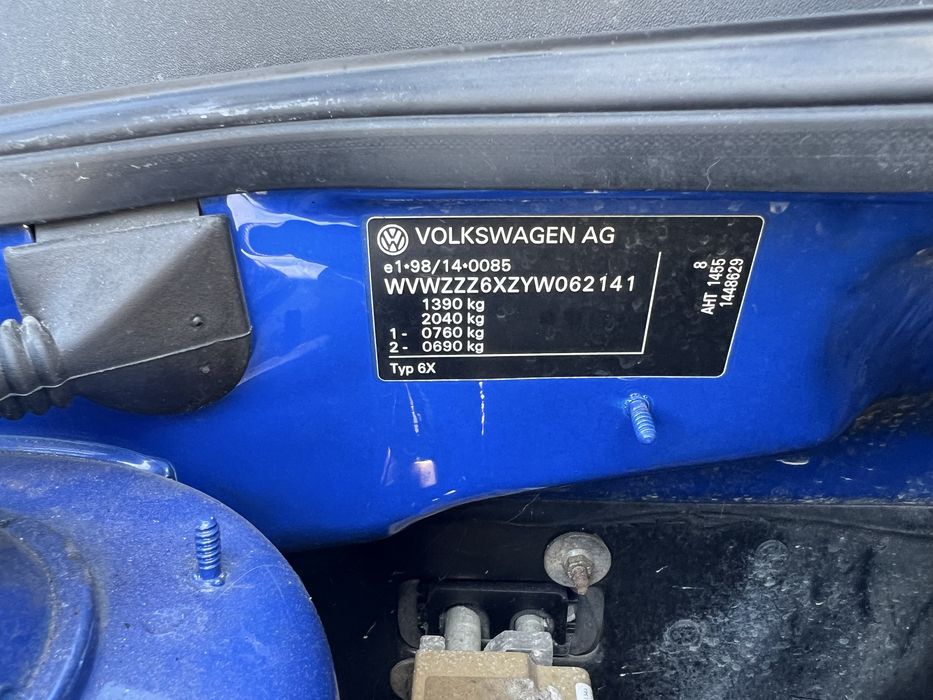 VOLKSWAGEN AG
e1*98/14*0085
WVWZZZ6XZYW062141
1390 kg
2040 kg
1 - 0760 kg
2 - 0690 kg
Typ 6X
8
AHT 1455
1448629